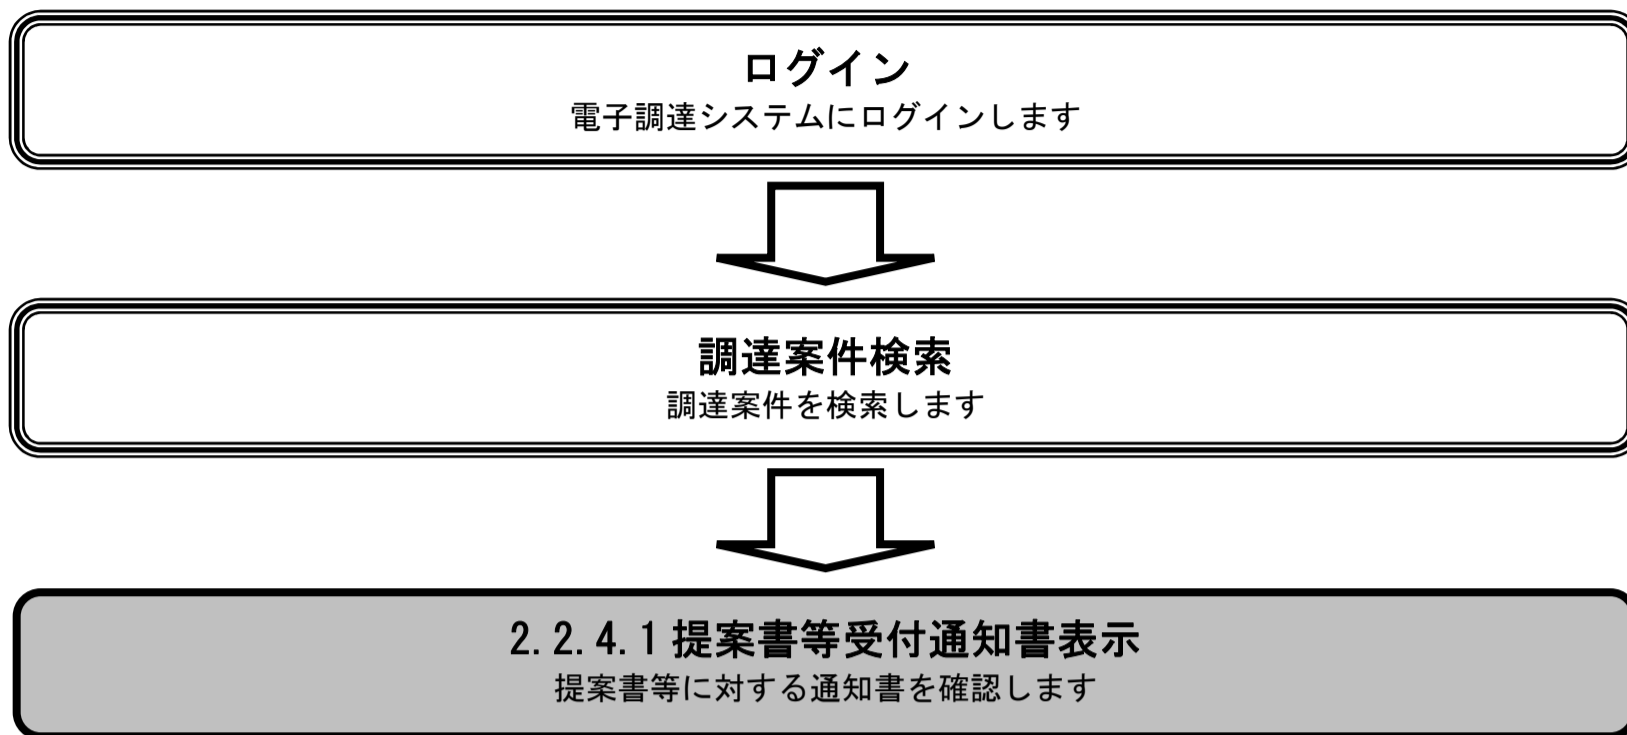 ログイン
電子調達システムにログインします
調達案件検索
調達案件を検索します
2.2.4.1 提案書等受付通知書表示
提案書等に対する通知書を確認します